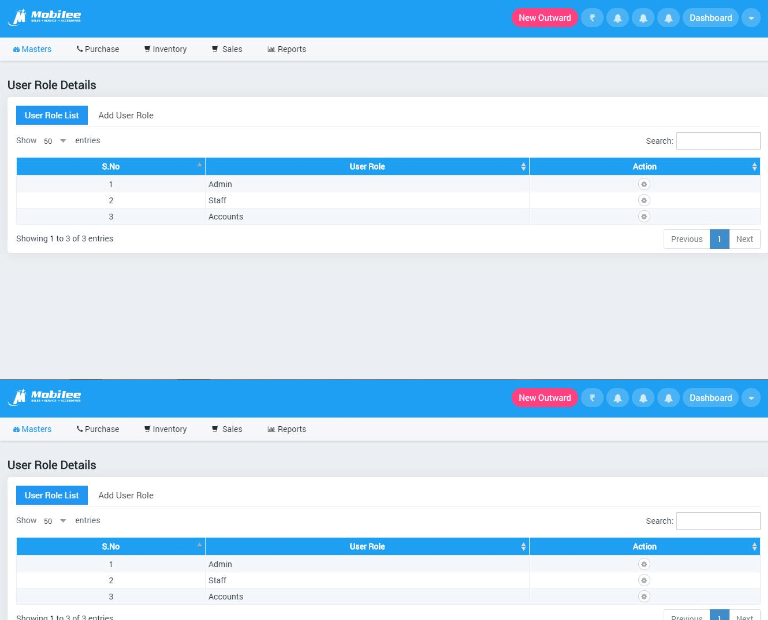 Mobilee
New Outward
₹
Dashboard
Masters Purchase Inventory Sales Reports
User Role Details
User Role List Add User Role
Show 50 entries Search:
S.No User Role Action
1 Admin
2 Staff
3 Accounts
Showing 1 to 3 of 3 entries Previous 1 Next
Mobilee
New Outward
₹
Dashboard
Masters Purchase Inventory Sales Reports
User Role Details
User Role List Add User Role
Show 50 entries Search:
S.No User Role Action
1 Admin
2 Staff
3 Accounts
Showing 1 to 3 of 3 entries Previous 1 Next